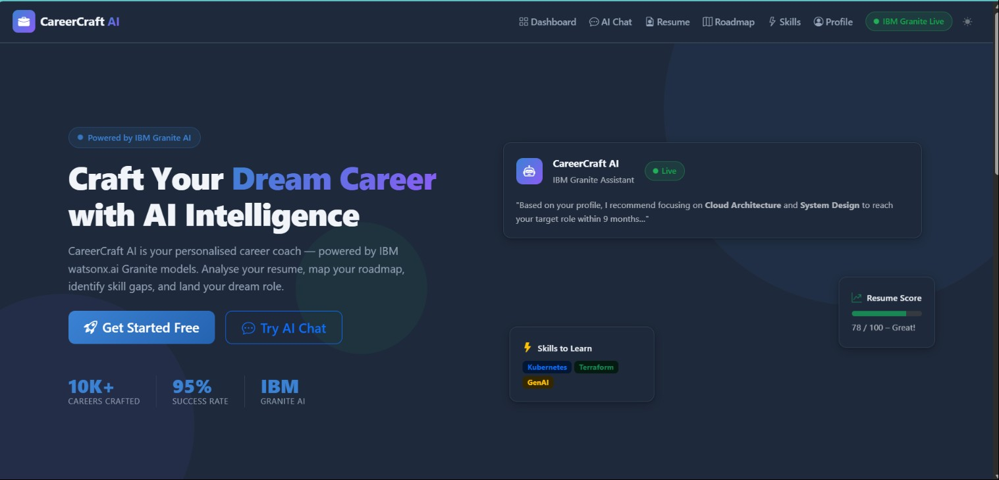 CareerCraft AI
Dashboard
AI Chat
Resume
Roadmap
Skills
Profile
IBM Granite Live
Powered by IBM Granite AI
Craft Your Dream Career
with AI Intelligence
CareerCraft AI is your personalised career coach — powered by IBM
watsonx.ai Granite models. Analyse your resume, map your roadmap,
identify skill gaps, and land your dream role.
Get Started Free
Try AI Chat
10K+
CAREERS CRAFTED
95%
SUCCESS RATE
IBM
GRANITE AI
CareerCraft AI
IBM Granite Assistant
Live
"Based on your profile, I recommend focusing on Cloud Architecture and System Design to reach
your target role within 9 months..."
Resume Score
78 / 100 – Great!
Skills to Learn
Kubernetes
Terraform
GenAI